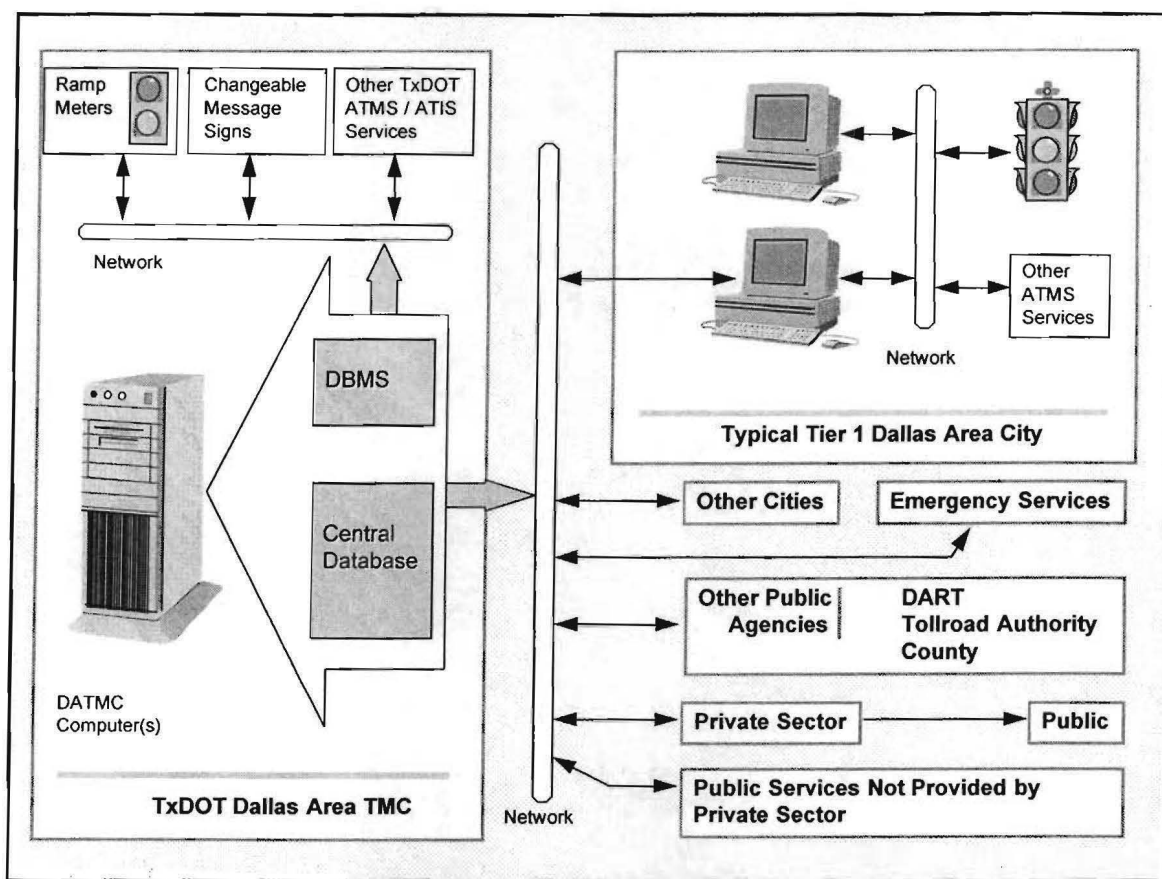 Ramp
Meters
Changeable
Message
Signs
Other TxDOT
ATMS / ATIS
Services
Network
DBMS
Central
Database
DATMC
Computer(s)
TxDOT Dallas Area TMC
Network
Other
ATMS
Services
Network
Typical Tier 1 Dallas Area City
Other Cities
Emergency Services
Other Public
Agencies
DART
Tollroad Authority
County
Private Sector
Public
Public Services Not Provided by
Private Sector